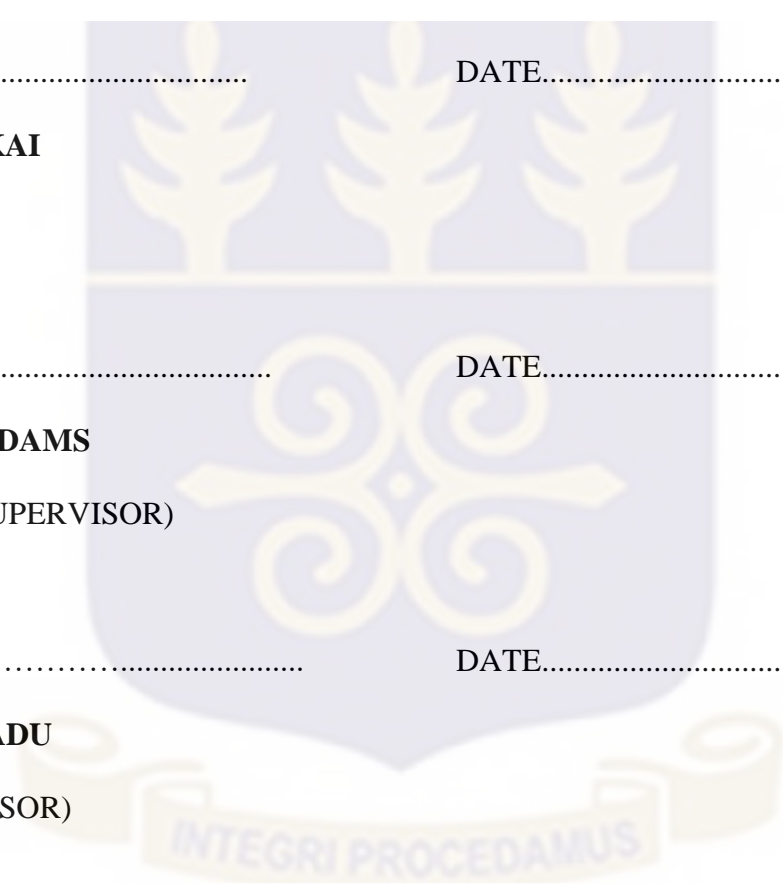 ............................... DATE..............................
KAI
.................................. DATE..............................
DAMS
UPERVISOR)
…………....................... DATE..............................
ADU
SOR)
INTEGRI PROCEDAMUS